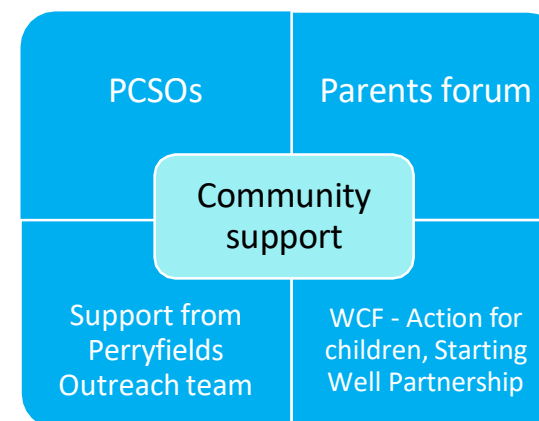 PCSOs
Parents forum
Community
support
Support from
Perryfields
Outreach team
WCF - Action for
children, Starting
Well Partnership